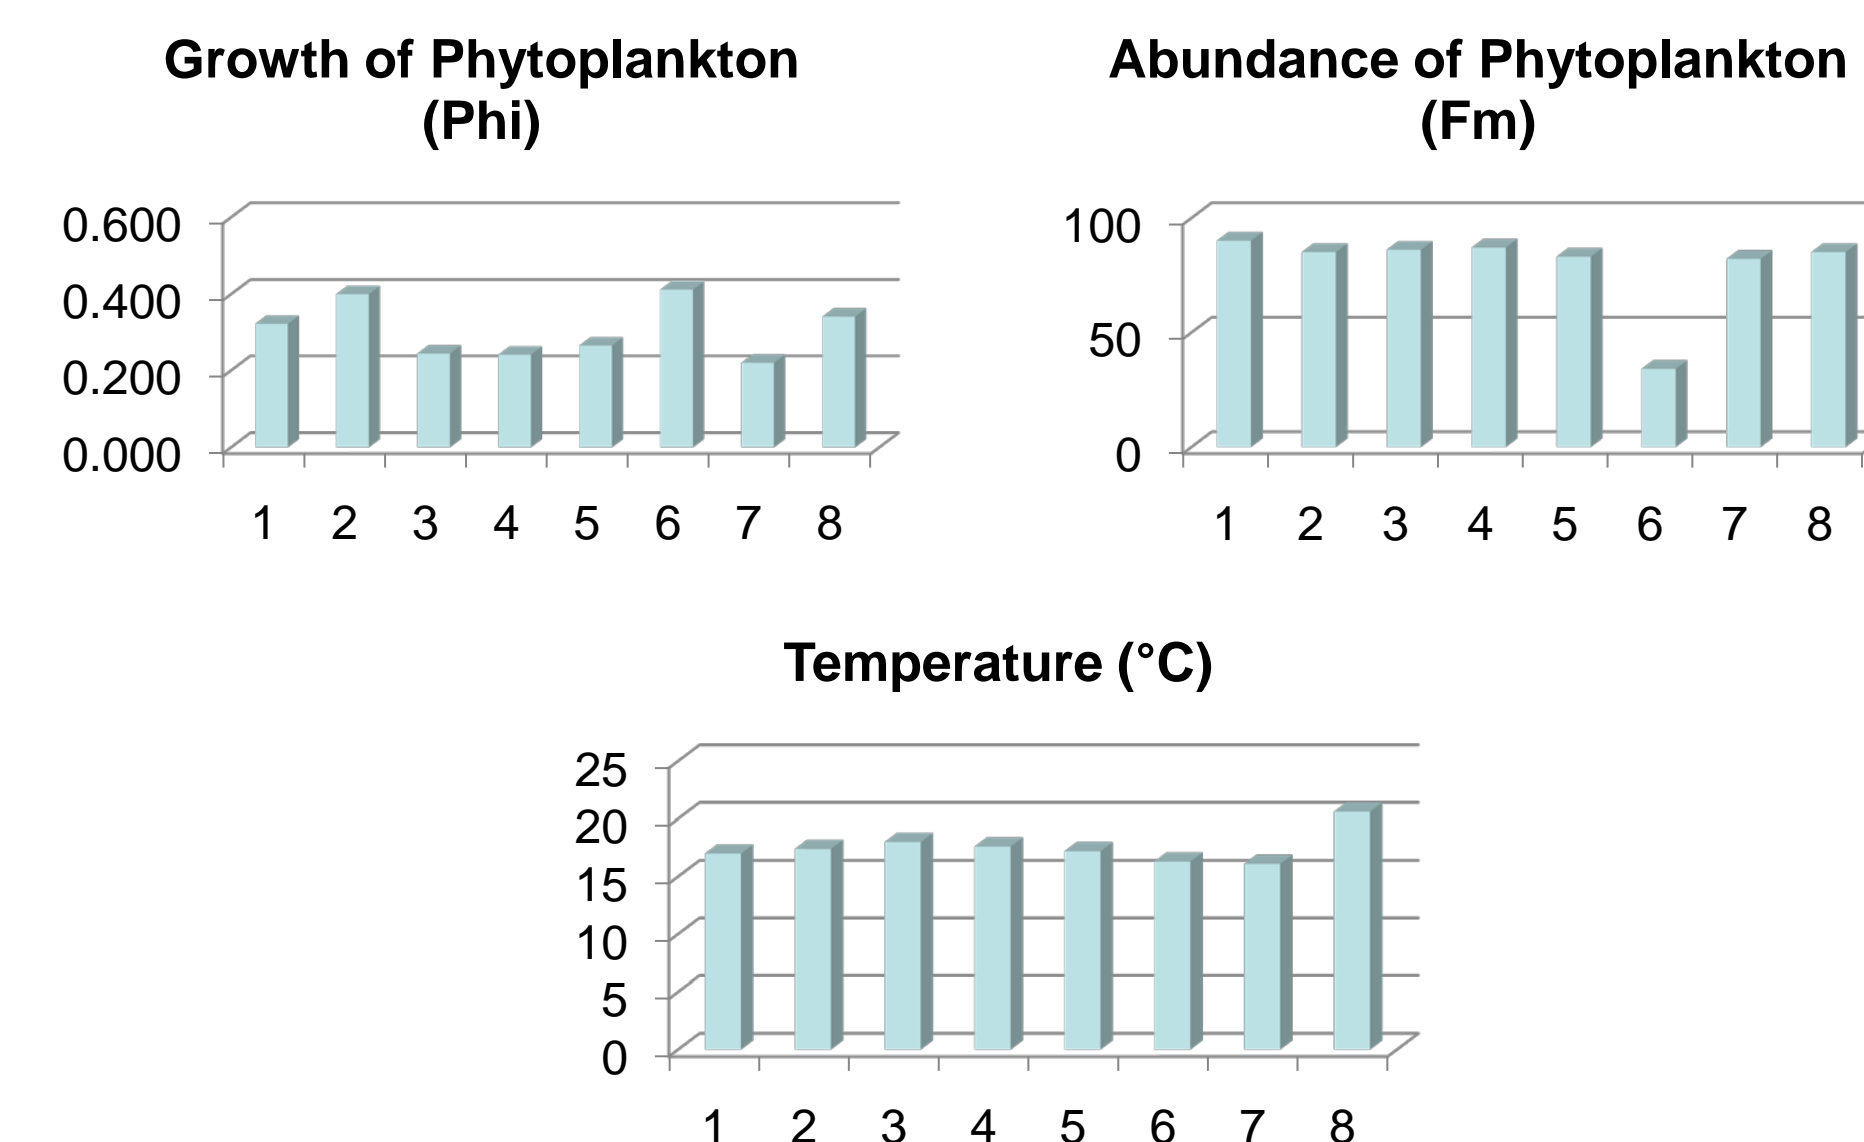 Growth of Phytoplankton
(Phi)
0.600
0.400
0.200
0.000
1 2 3 4 5 6 7 8
Abundance of Phytoplankton
(Fm)
100
50
0
1 2 3 4 5 6 7 8
Temperature (°C)
25
20
15
10
5
0
1 2 3 4 5 6 7 8